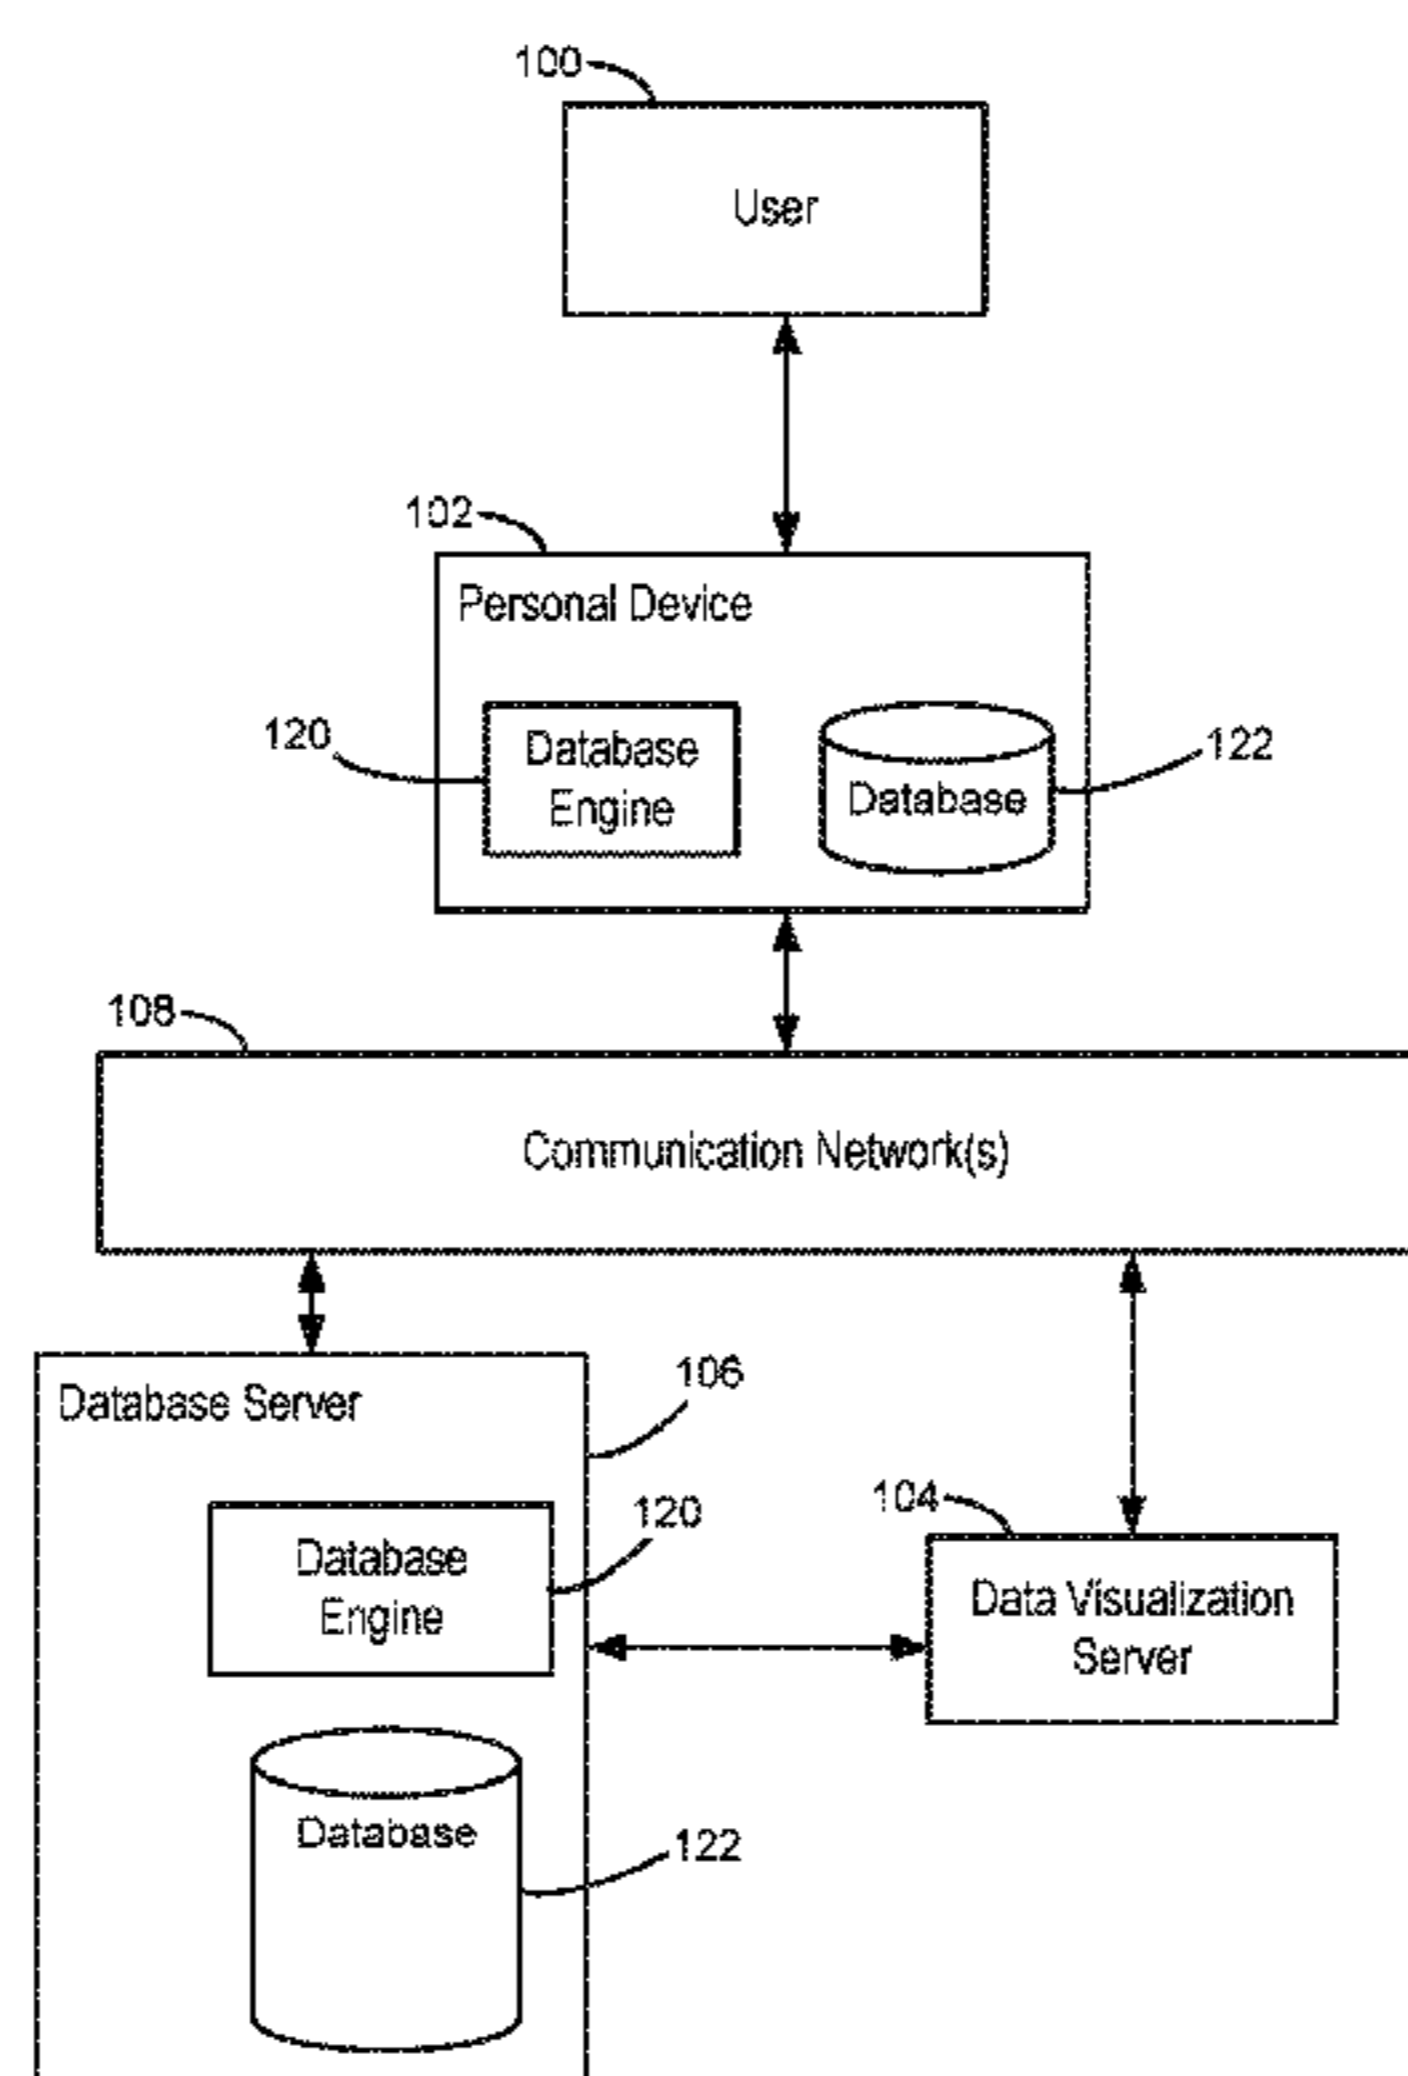 100
User
102
Personal Device
120
Database
Engine
Database
122
108
Communication Network(s)
Database Server
106
Database
Engine
120
104
Data Visualization
Server
Database
122